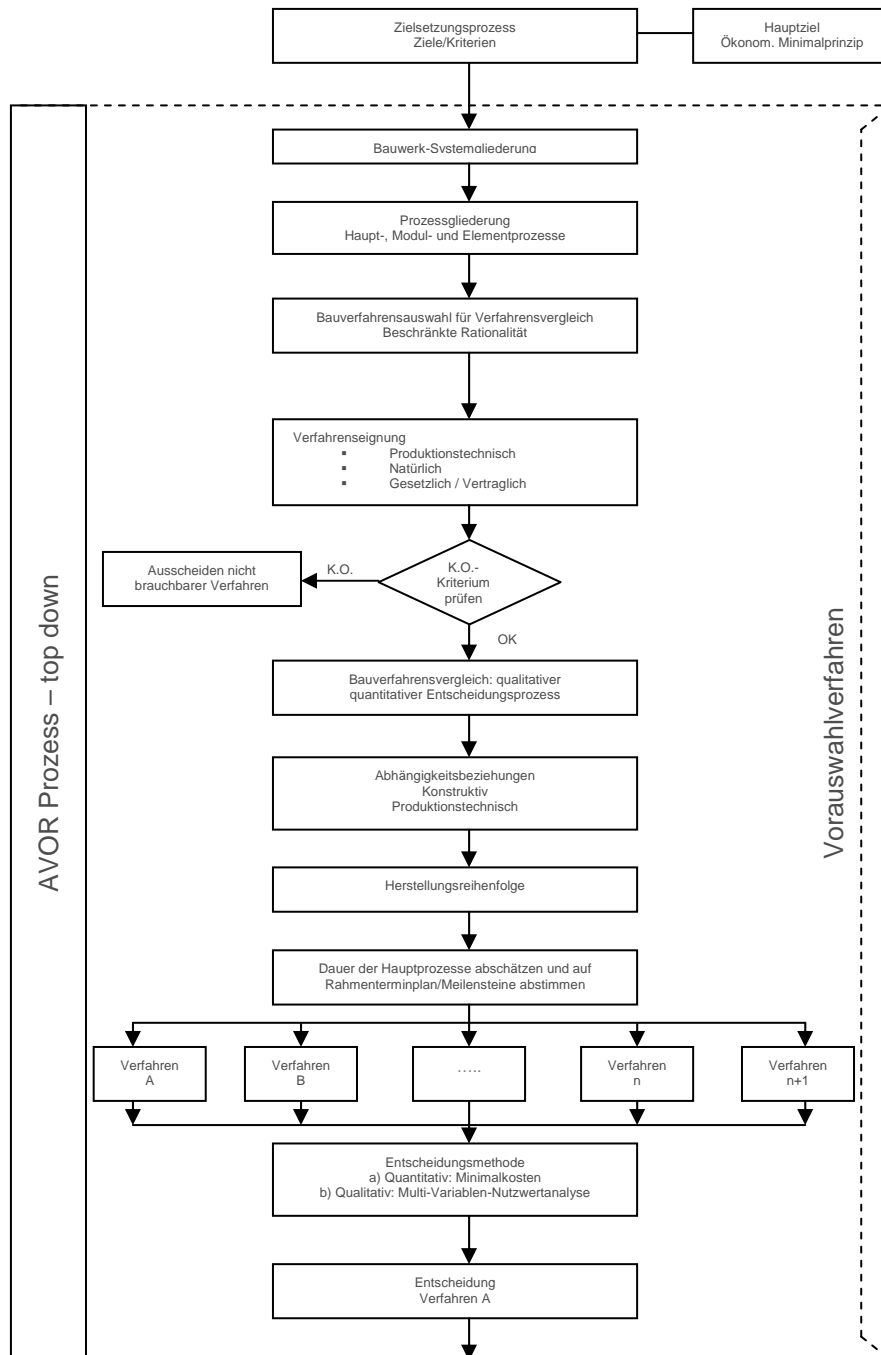 Zielsetzungsprozess
Ziele/Kriterien
Hauptziel
Ökonom. Minimalprinzip
Bauwerk-Systemgliederung
Prozessgliederung
Haupt-, Modul- und Elementprozesse
Bauverfahrensauswahl für Verfahrensvergleich
Beschränkte Rationalität
Verfahrenseignung
▪ Produktionstechnisch
▪ Natürlich
▪ Gesetzlich / Vertraglich
Ausscheiden nicht
brauchbarer Verfahren
K.O.
K.O.-
Kriterium
prüfen
OK
Bauverfahrensvergleich: qualitativer
quantitativer Entscheidungsprozess
Abhängigkeitsbeziehungen
Konstruktiv
Produktionstechnisch
Herstellungsreihenfolge
Dauer der Hauptprozesse abschätzen und auf
Rahmenterminplan/Meilensteine abstimmen
Verfahren
A
Verfahren
B
…..
Verfahren
n
Verfahren
n+1
Entscheidungsmethode
a) Quantitativ: Minimalkosten
b) Qualitativ: Multi-Variablen-Nutzwertanalyse
Entscheidung
Verfahren A
AVOR Prozess – top down
Vorauswahlverfahren